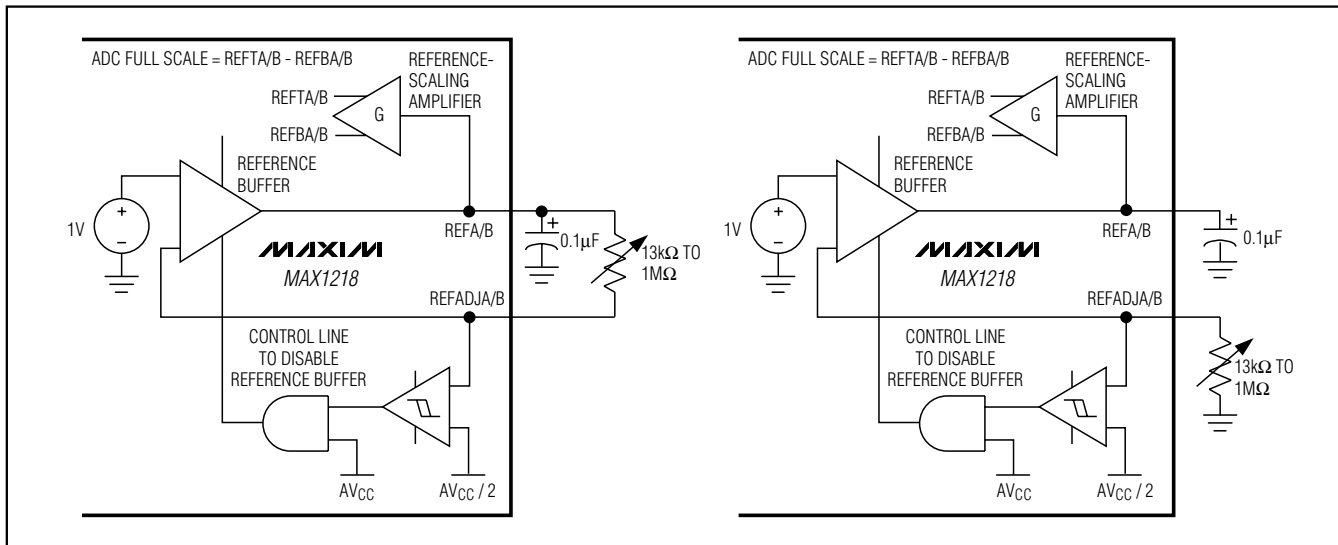 ADC FULL SCALE = REFTA/B - REFBA/B
REFERENCE-
SCALING
AMPLIFIER
REFTA/B
G
REFBA/B
REFERENCE
BUFFER
1V
+
−
REFA/B
+
0.1μF
MAXIM
MAX1218
13kΩ TO
1MΩ
REFADJA/B
CONTROL LINE
TO DISABLE
REFERENCE BUFFER
AVCC
AVCC / 2
ADC FULL SCALE = REFTA/B - REFBA/B
REFERENCE-
SCALING
AMPLIFIER
REFTA/B
G
REFBA/B
REFERENCE
BUFFER
1V
+
−
REFA/B
+
0.1μF
MAXIM
MAX1218
REFADJA/B
CONTROL LINE
TO DISABLE
REFERENCE BUFFER
13kΩ TO
1MΩ
AVCC
AVCC / 2